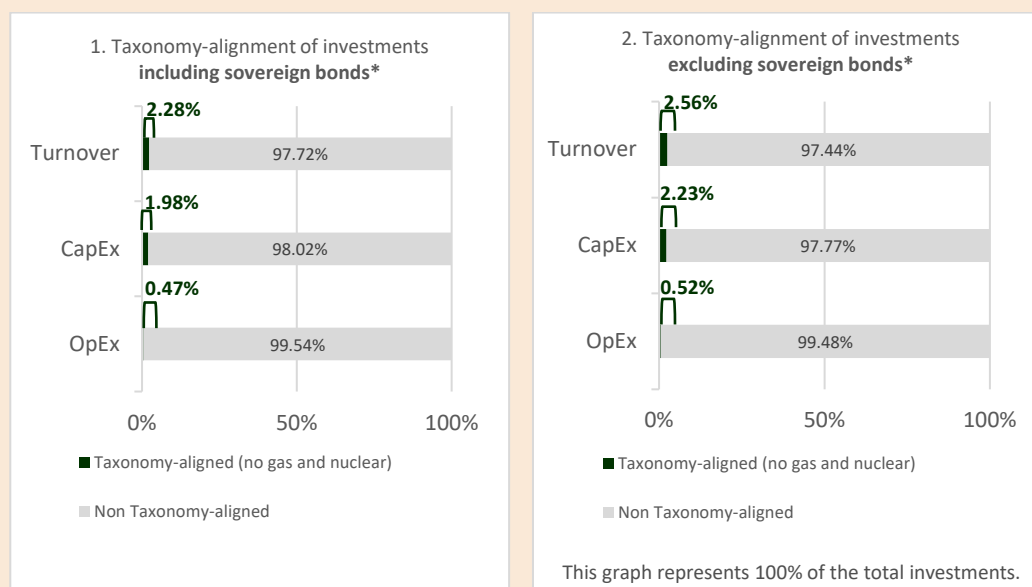 1. Taxonomy-alignment of investments
including sovereign bonds*
2.28%
Turnover
97.72%
1.98%
CapEx
98.02%
0.47%
OpEx
99.54%
0%
50%
100%
Taxonomy-aligned (no gas and nuclear)
Non Taxonomy-aligned
2. Taxonomy-alignment of investments
excluding sovereign bonds*
2.56%
Turnover
97.44%
2.23%
CapEx
97.77%
0.52%
OpEx
99.48%
0%
50%
100%
Taxonomy-aligned (no gas and nuclear)
Non Taxonomy-aligned
This graph represents 100% of the total investments.